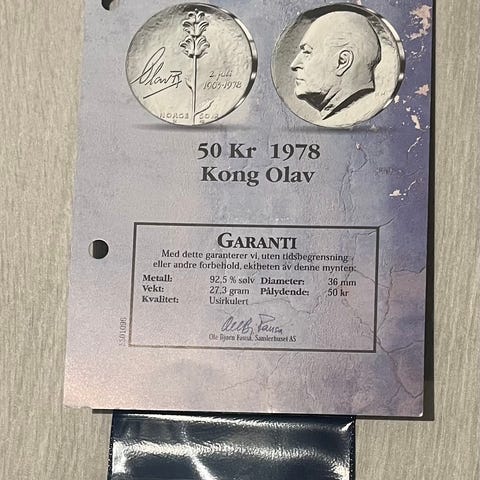 2 juli
1903-1978
NORGE 50 KR
50 Kr 1978
Kong Olav
GARANTI
Med dette garanterer vi, uten tidsbegrensning
eller andre forbehold, ektheten av denne mynten:
Metall: 92,5 % sølv Diameter: 36 mm
Vekt: 27,3 gram Pålydende: 50 kr
Kvalitet: Usirkulert
Ole Bjørn Fausa, Samlerhuset AS